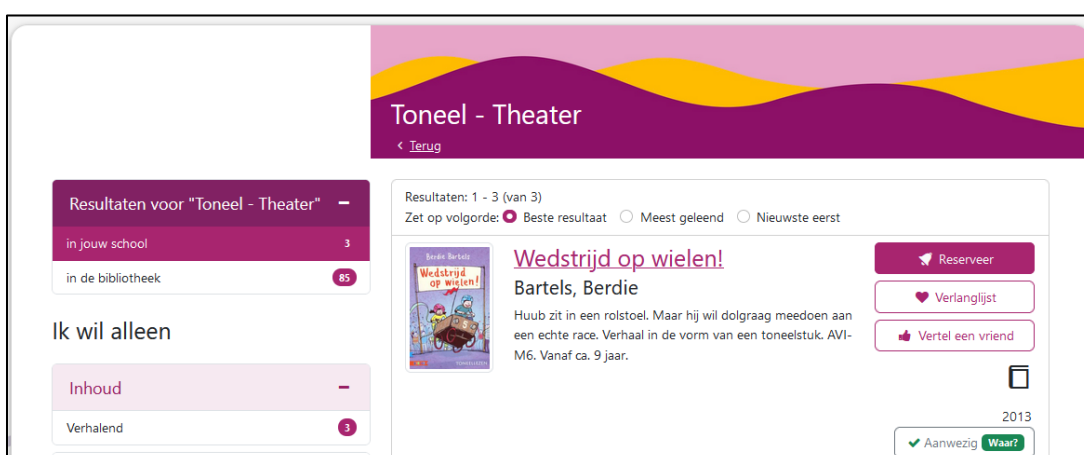 Toneel - Theater
< Terug
Resultaten voor "Toneel - Theater" −
in jouw school 3
in de bibliotheek 85
Ik wil alleen
Inhoud −
Verhalend 3
Resultaten: 1 - 3 (van 3)
Zet op volgorde: Beste resultaat Meest geleend Nieuwste eerst
Berdie Bartels
Wedstrijd
op wielen!
Wedstrijd op wielen!
Bartels, Berdie
Huub zit in een rolstoel. Maar hij wil dolgraag meedoen aan
een echte race. Verhaal in de vorm van een toneelstuk. AVI-
M6. Vanaf ca. 9 jaar.
Reserveer
Verlanglijst
Vertel een vriend
2013
Aanwezig Waar?